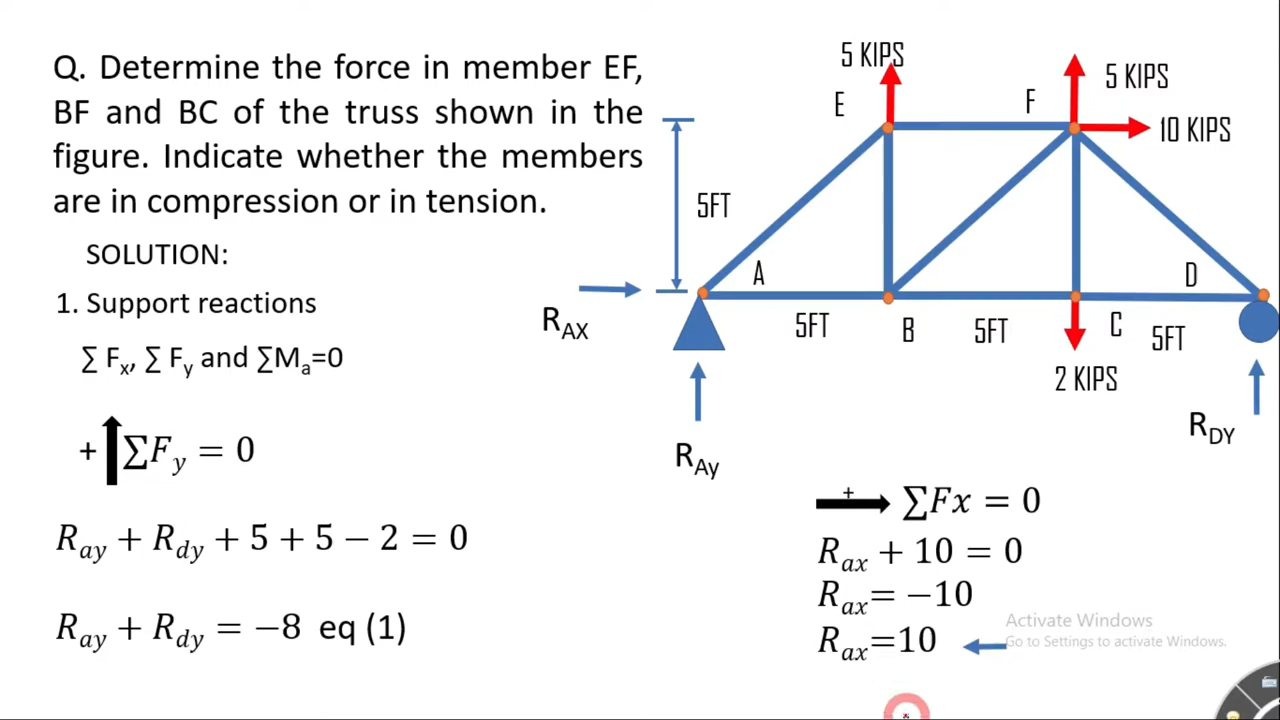 Q. Determine the force in member EF,
BF and BC of the truss shown in the
figure. Indicate whether the members
are in compression or in tension.
SOLUTION:
1. Support reactions
∑ Fx, ∑ Fy and ∑Ma=0
+ ∑Fy = 0
Ray + Rdy + 5 + 5 − 2 = 0
Ray + Rdy = −8 eq (1)
5 KIPS
5 KIPS
E
F
10 KIPS
5FT
A
D
RAX
5FT
B
5FT
C
5FT
2 KIPS
RAy
RDY
+ ∑Fx = 0
Rax + 10 = 0
Rax= −10
Rax=10
Activate Windows
Go to Settings to activate Windows.